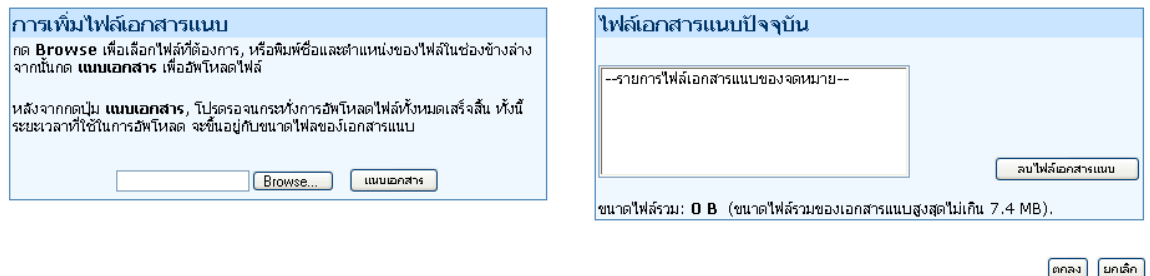 การเพิ่มไฟล์เอกสารแนบ
กด Browse เพื่อเลือกไฟล์ที่ต้องการ, หรือพิมพ์ชื่อและตำแหน่งของไฟล์ในช่องข้างล่าง
จากนั้นกด แนบเอกสาร เพื่ออัพโหลดไฟล์
หลังจากกดปุ่ม แนบเอกสาร, โปรดรอจนกระทั่งการอัพโหลดไฟล์ทั้งหมดเสร็จสิ้น ทั้งนี้
ระยะเวลาที่ใช้ในการอัพโหลด จะขึ้นอยู่กับขนาดไฟลของ์เอกสารแนบ
Browse...
แนบเอกสาร
ไฟล์เอกสารแนบปัจจุบัน
--รายการไฟล์เอกสารแนบของจดหมาย--
ลบไฟล์เอกสารแนบ
ขนาดไฟล์รวม: 0 B (ขนาดไฟล์รวมของเอกสารแนบสูงสุดไม่เกิน 7.4 MB).
ตกลง
ยกเลิก